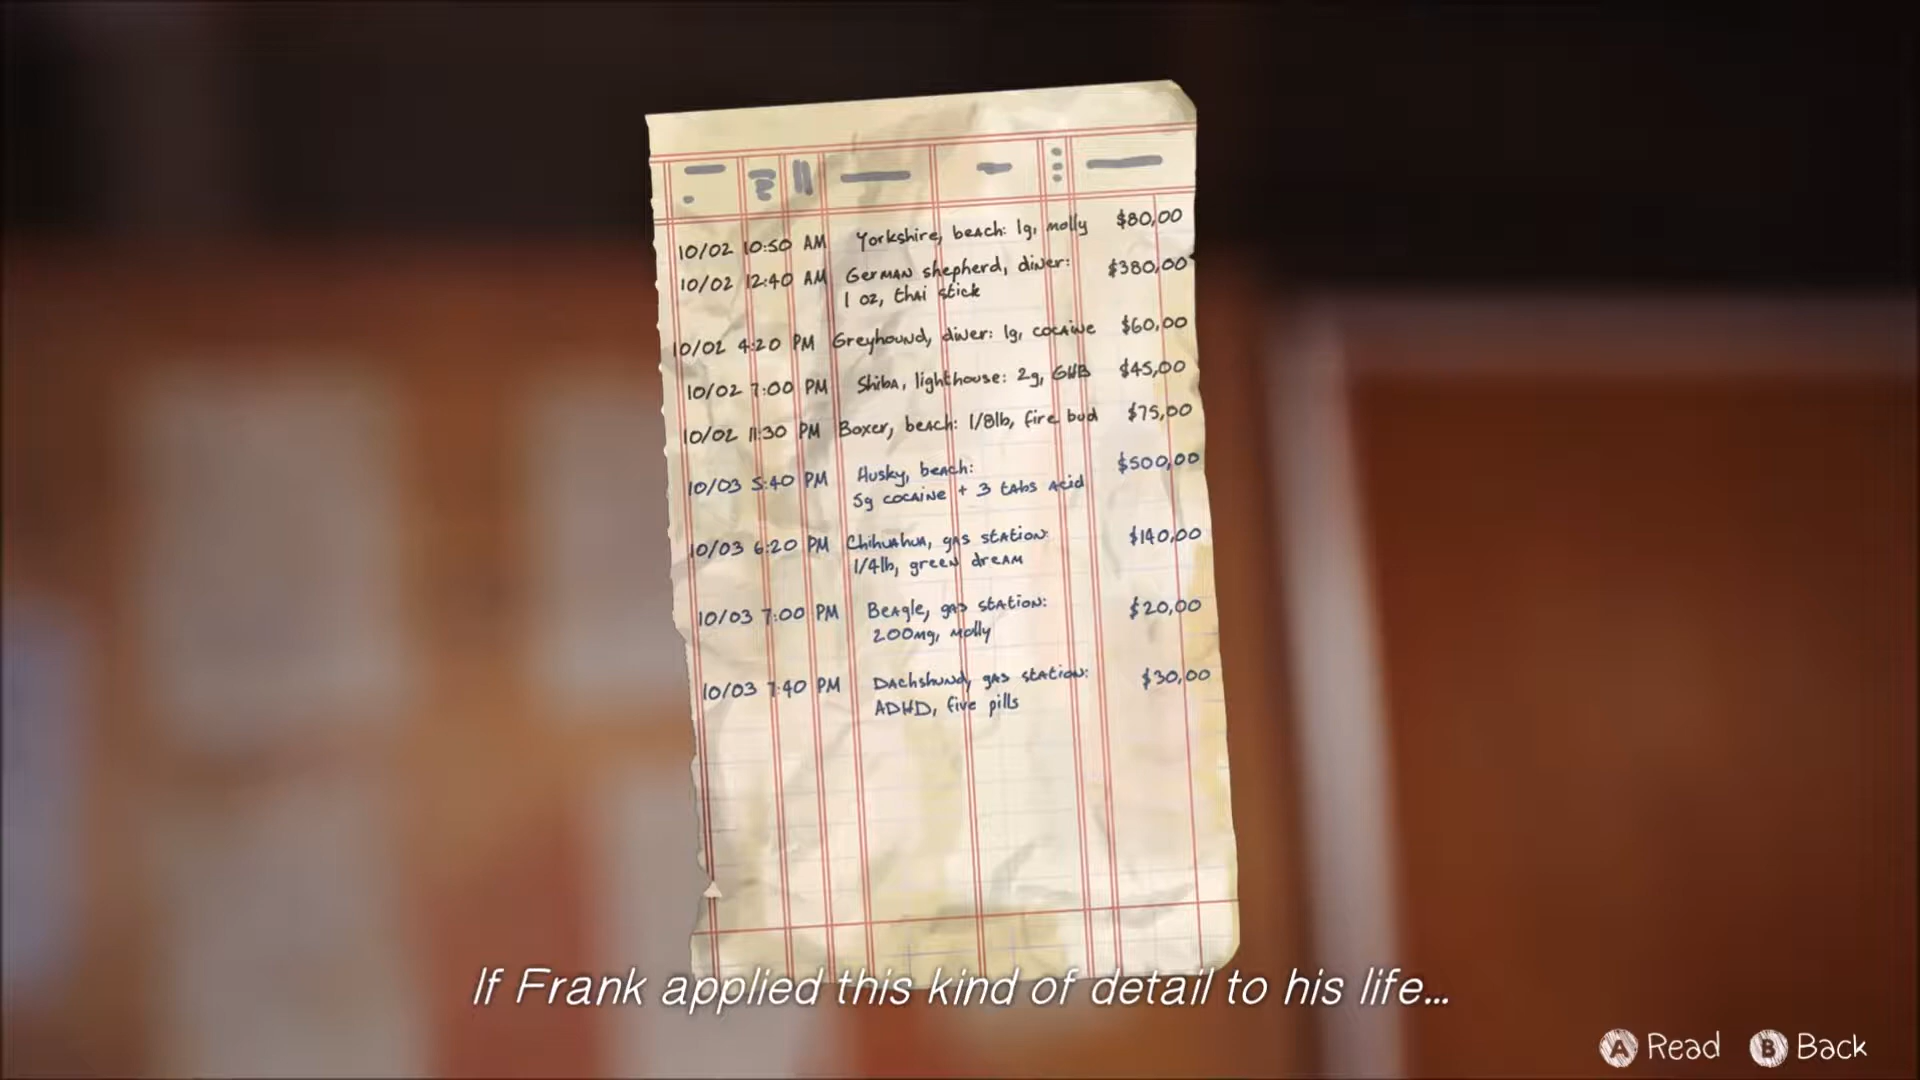 10/02 10:50 AM Yorkshire, beach: 1g, molly $80,00
10/02 12:40 AM German shepherd, diner: $380,00
1 oz, thai stick
10/02 4:20 PM Greyhound, diner: 1g, cocaine $60,00
10/02 7:00 PM Shiba, lighthouse: 2g, GHB $45,00
10/02 11:30 PM Boxer, beach: 1/8lb, fire bud $75,00
10/03 5:40 PM Husky, beach: $500,00
5g cocaine + 3 tabs acid
10/03 6:20 PM Chihuahua, gas station: $140,00
1/4lb, green dream
10/03 7:00 PM Beagle, gas station: $20,00
200mg, molly
10/03 7:40 PM Dachshund, gas station: $30,00
ADHD, five pills
If Frank applied this kind of detail to his life...
A Read B Back